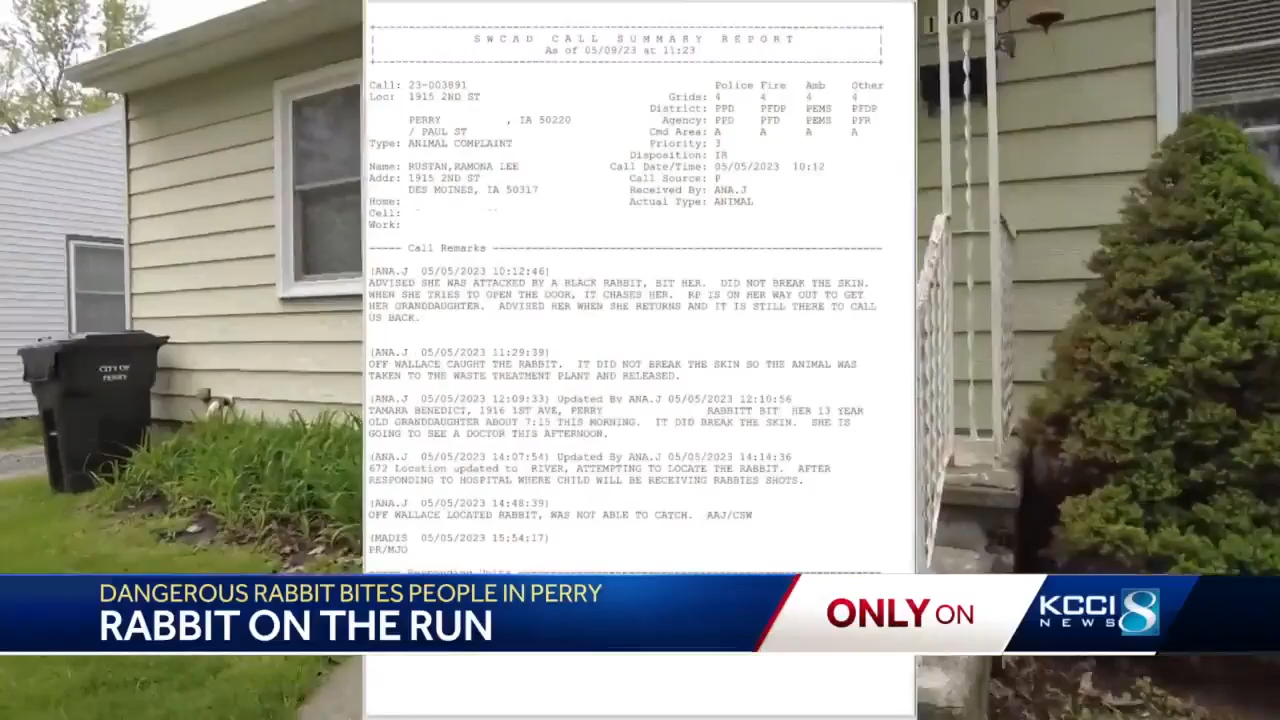 1809
SWCAD CALL SUMMARY REPORT
As of 05/09/23 at 11:23
Call: 23-003891 Police Fire Amb Other
Loc: 1915 2ND ST Grids: 4 4 4 4
District: PPD PFDP PEMS PFDP
PERRY , IA 50220 Agency: PPD PFD PEMS PFR
/ PAUL ST Cmd Area: A A A A
Type: ANIMAL COMPLAINT Priority: 3
Disposition: IR
Name: RUSTAN,RAMONA LEE Call Date/Time: 05/05/2023 10:12
Addr: 1915 2ND ST Call Source: P
DES MOINES, IA 50317 Received By: ANA.J
Home: Actual Type: ANIMAL
Cell:
Work:
----- Call Remarks -----
(ANA.J 05/05/2023 10:12:46)
ADVISED SHE WAS ATTACKED BY A BLACK RABBIT, BIT HER. DID NOT BREAK THE SKIN.
WHEN SHE TRIES TO OPEN THE DOOR, IT CHASES HER. RP IS ON HER WAY OUT TO GET
HER GRANDDAUGHTER. ADVISED HER WHEN SHE RETURNS AND IT IS STILL THERE TO CALL
US BACK.
(ANA.J 05/05/2023 11:29:39)
OFF WALLACE CAUGHT THE RABBIT. IT DID NOT BREAK THE SKIN SO THE ANIMAL WAS
TAKEN TO THE WASTE TREATMENT PLANT AND RELEASED.
(ANA.J 05/05/2023 12:09:33) Updated By ANA.J 05/05/2023 12:10:56
TAMARA BENEDICT, 1916 1ST AVE, PERRY RABBITT BIT HER 13 YEAR
OLD GRANDDAUGHTER ABOUT 7:15 THIS MORNING. IT DID BREAK THE SKIN. SHE IS
GOING TO SEE A DOCTOR THIS AFTERNOON.
(ANA.J 05/05/2023 14:07:54) Updated By ANA.J 05/05/2023 14:14:36
672 Location updated to RIVER, ATTEMPTING TO LOCATE THE RABBIT. AFTER
RESPONDING TO HOSPITAL WHERE CHILD WILL BE RECEIVING RABBIES SHOTS.
(ANA.J 05/05/2023 14:48:39)
OFF WALLACE LOCATED RABBIT, WAS NOT ABLE TO CATCH. AAJ/CSW
(MADIS 05/05/2023 15:54:17)
PR/MJO
CITY OF
PERRY
DANGEROUS RABBIT BITES PEOPLE IN PERRY
RABBIT ON THE RUN
ONLY ON
KCCI 8
NEWS